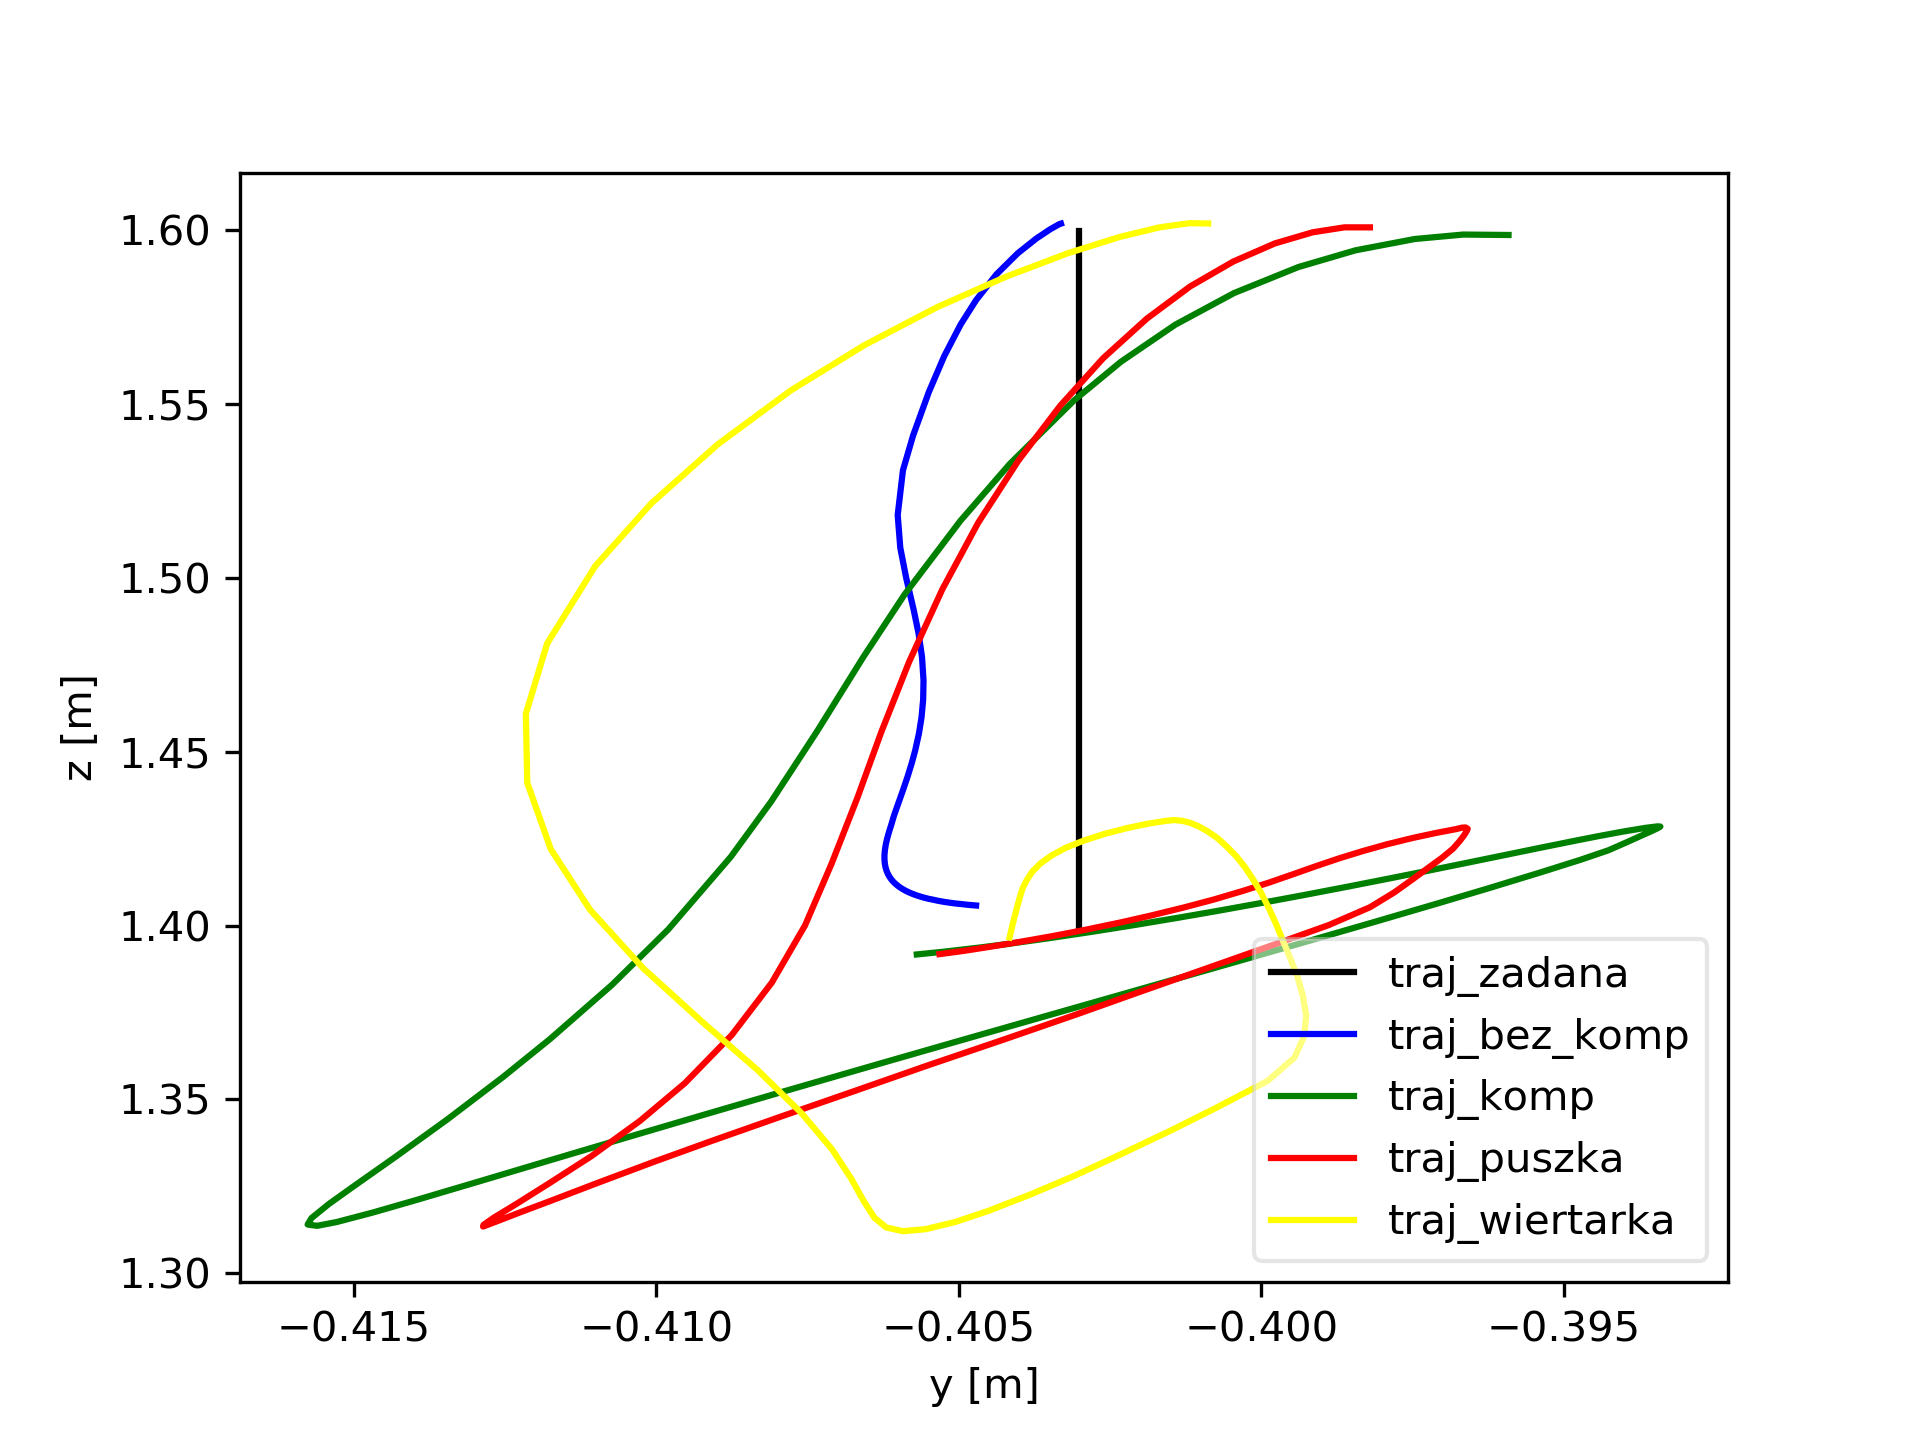 1.60
1.55
1.50
1.45
1.40
1.35
1.30
z [m]
−0.415 −0.410 −0.405 −0.400 −0.395
y [m]
traj_zadana
traj_bez_komp
traj_komp
traj_puszka
traj_wiertarka